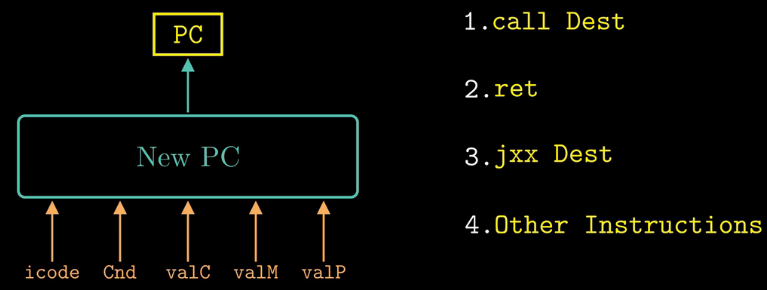 PC
New PC
icode Cnd valC valM valP
1.call Dest
2.ret
3.jxx Dest
4.Other Instructions